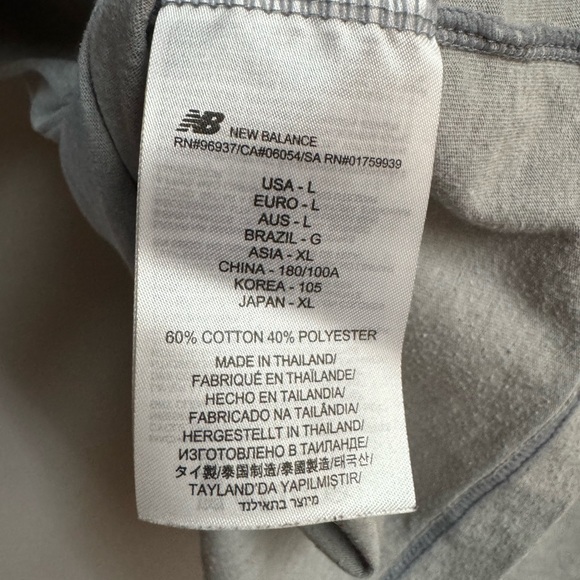 NB NEW BALANCE
RN#96937/CA#06054/SA RN#01759939
USA - L
EURO - L
AUS - L
BRAZIL - G
ASIA - XL
CHINA - 180/100A
KOREA - 105
JAPAN - XL
60% COTTON 40% POLYESTER
MADE IN THAILAND/
FABRIQUÉ EN THAÏLANDE/
HECHO EN TAILANDIA/
FABRICADO NA TAILÂNDIA/
HERGESTELLT IN THAILAND/
ИЗГОТОВЛЕНО В ТАИЛАНДЕ/
タイ製/泰国制造/泰國製造/태국산/
TAYLAND'DA YAPILMIŞTIR/
מיוצר בתאילנד